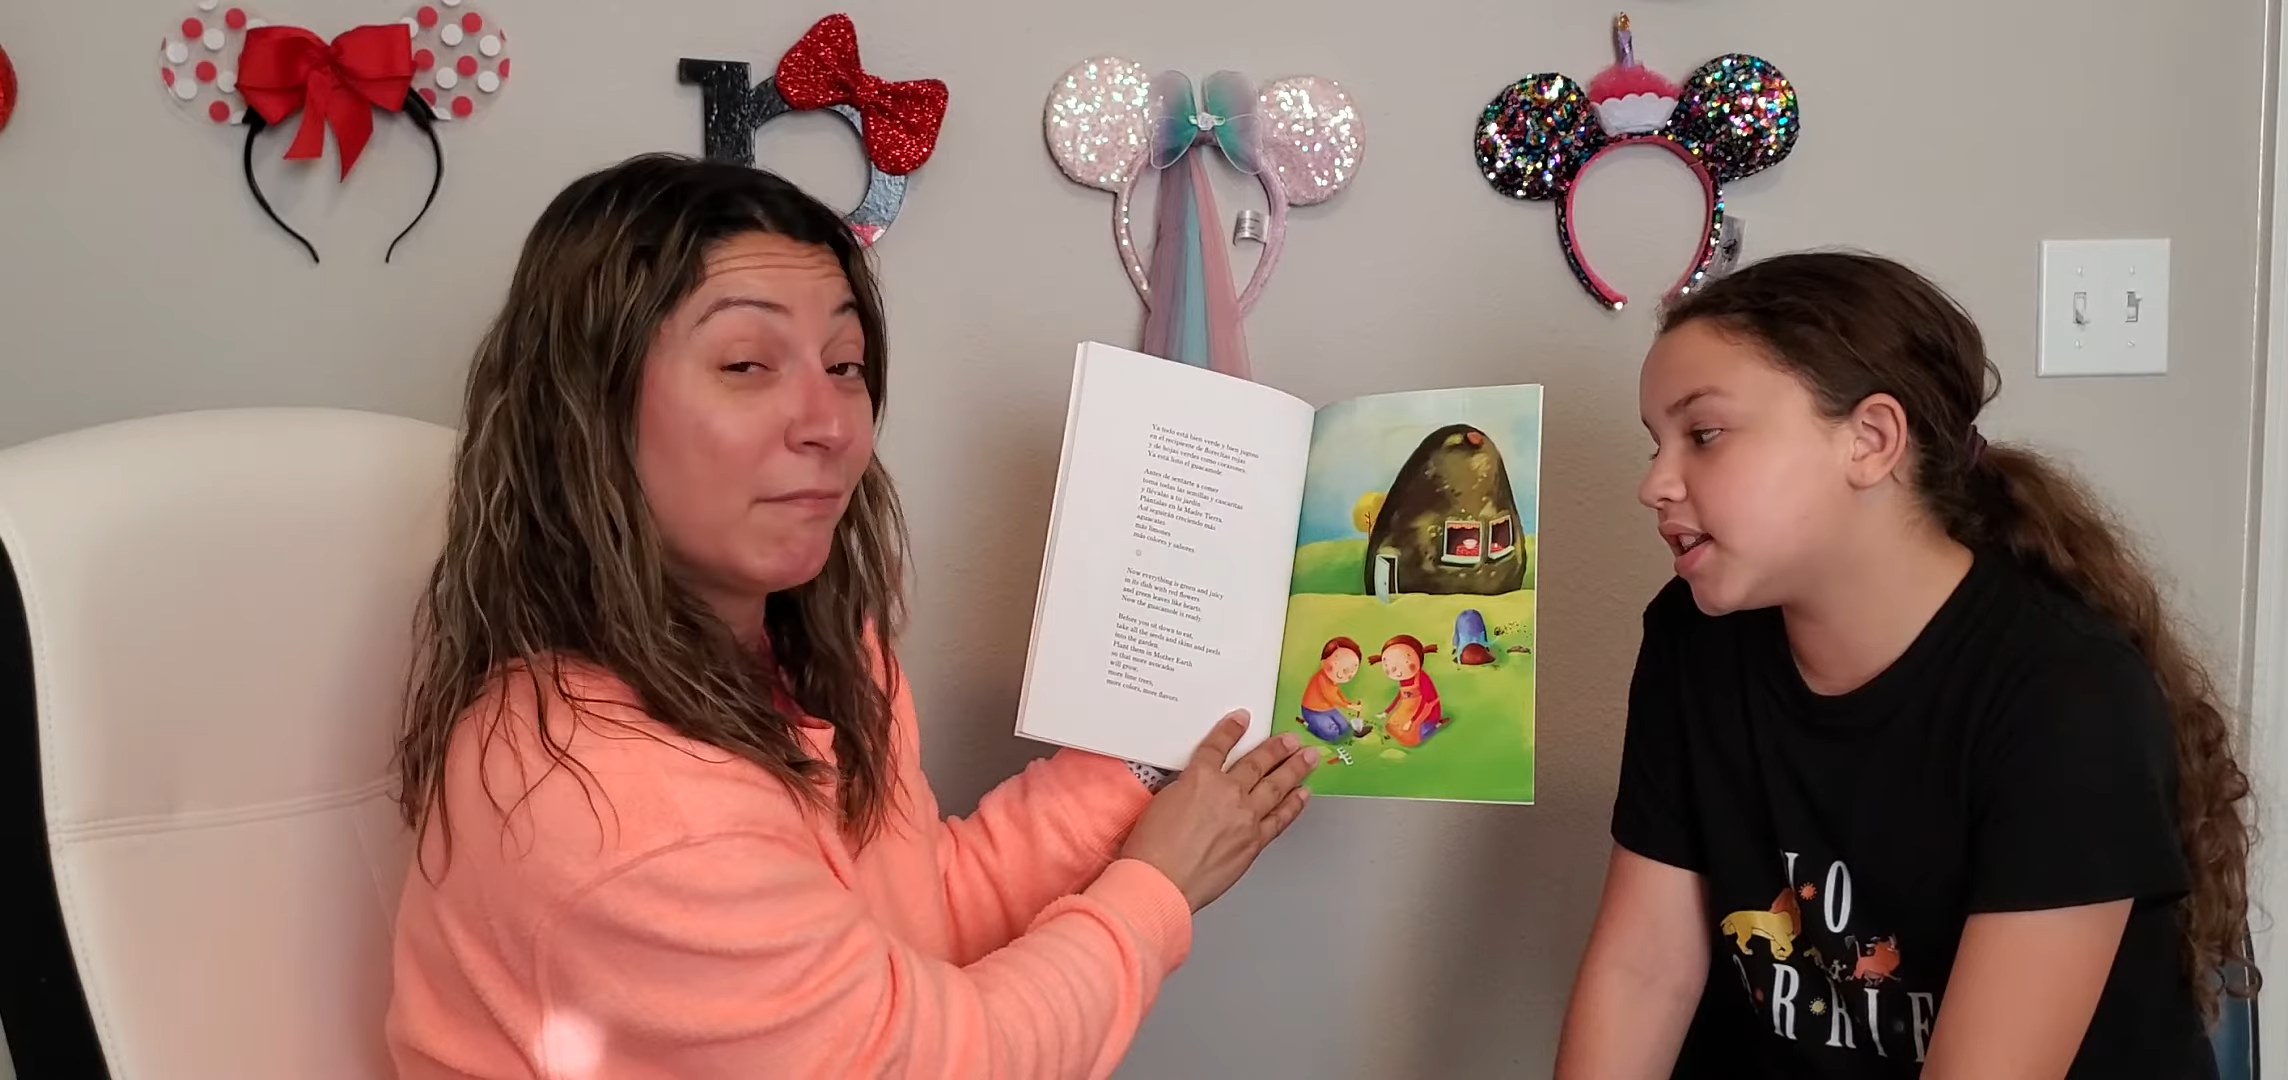 Ya todo está bien verde y bien jugoso
en el recipiente de florecitas rojas
y de hojas verdes como corazones.
Ya está listo el guacamole.
Antes de sentarte a comer
toma todas las semillas y cascaritas
y llévalas a tu jardín.
Plántalas en la Madre Tierra.
Así seguirán creciendo más
aguacates
más limones
más colores y sabores.
Now everything is green and juicy
in its dish with red flowers
and green leaves like hearts.
Now the guacamole is ready.
Before you sit down to eat,
take all the seeds and skins and peels
into the garden.
Plant them in Mother Earth
so that more avocados
will grow,
more lime trees,
more colors, more flavors.
NO
RRIE